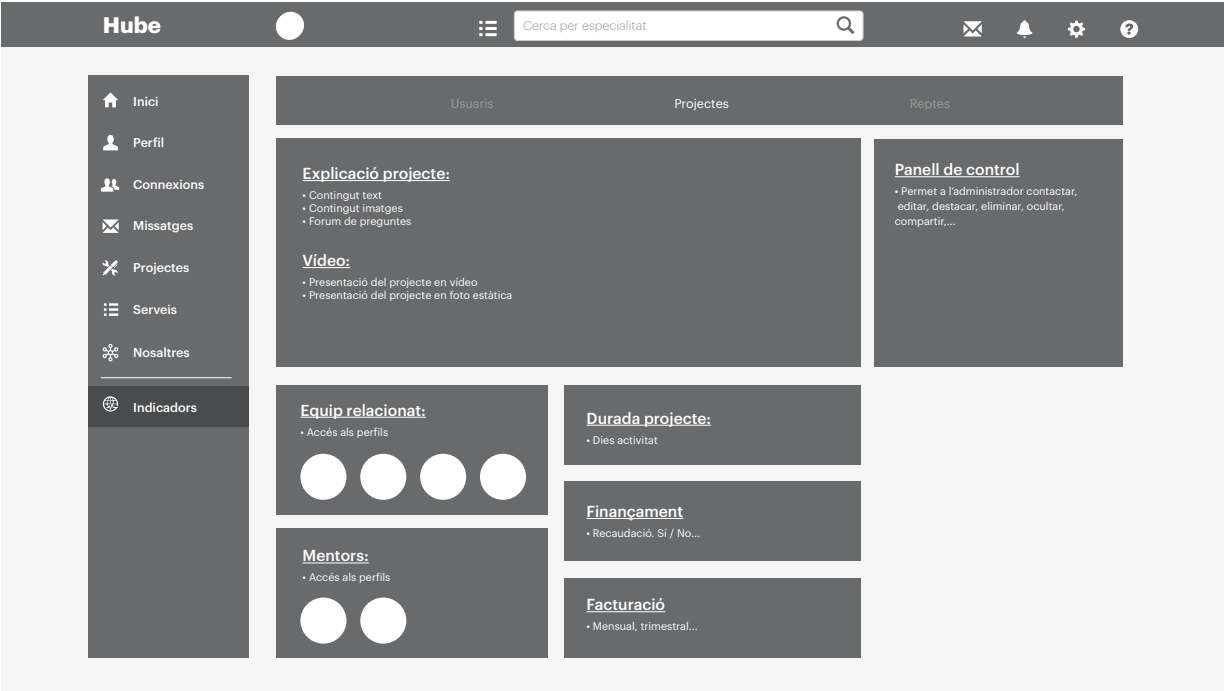 Hube
Cerca per especialitat
Inici
Perfil
Connexions
Missatges
Projectes
Serveis
Nosaltres
Indicadors
Usuaris
Projectes
Reptes
Explicació projecte:
• Contingut text
• Contingut imatges
• Forum de preguntes
Vídeo:
• Presentació del projecte en vídeo
• Presentació del projecte en foto estàtica
Panell de control
• Permet a l'administrador contactar,
editar, destacar, eliminar, ocultar,
compartir,...
Equip relacionat:
• Accés als perfils
Mentors:
• Accés als perfils
Durada projecte:
• Dies activitat
Finançament
• Recaudació. Sí / No...
Facturació
• Mensual, trimestral...